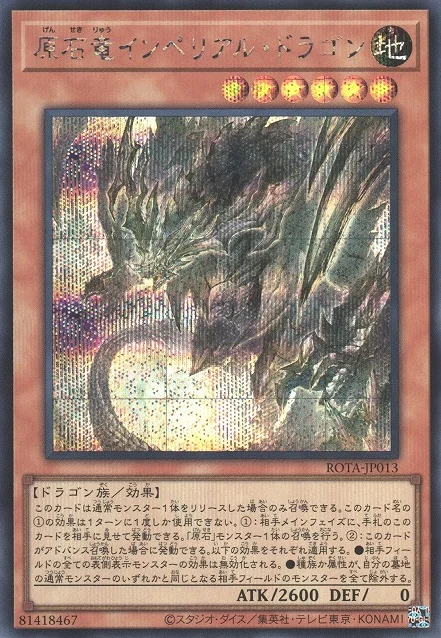 げん せき りゅう
原石竜インペリアル・ドラゴン
地
ROTA-JP013
【ドラゴン族／効果】
このカードは通常モンスター1体をリリースした場合のみ召喚できる。このカード名の
①の効果は1ターンに1度しか使用できない。①：相手メインフェイズに、手札のこの
カードを相手に見せて発動できる。「原石」モンスター1体の召喚を行う。②：このカード
がアドバンス召喚した場合に発動できる。以下の効果をそれぞれ適用する。●相手フィー
ルドの全ての表側表示モンスターの効果は無効化される。●種族か属性が、自分の墓地
の通常モンスターのいずれかと同じとなる相手フィールドのモンスターを全て除外する。
ATK/2600 DEF/ 0
81418467
©スタジオ・ダイス／集英社・テレビ東京・KONAMI